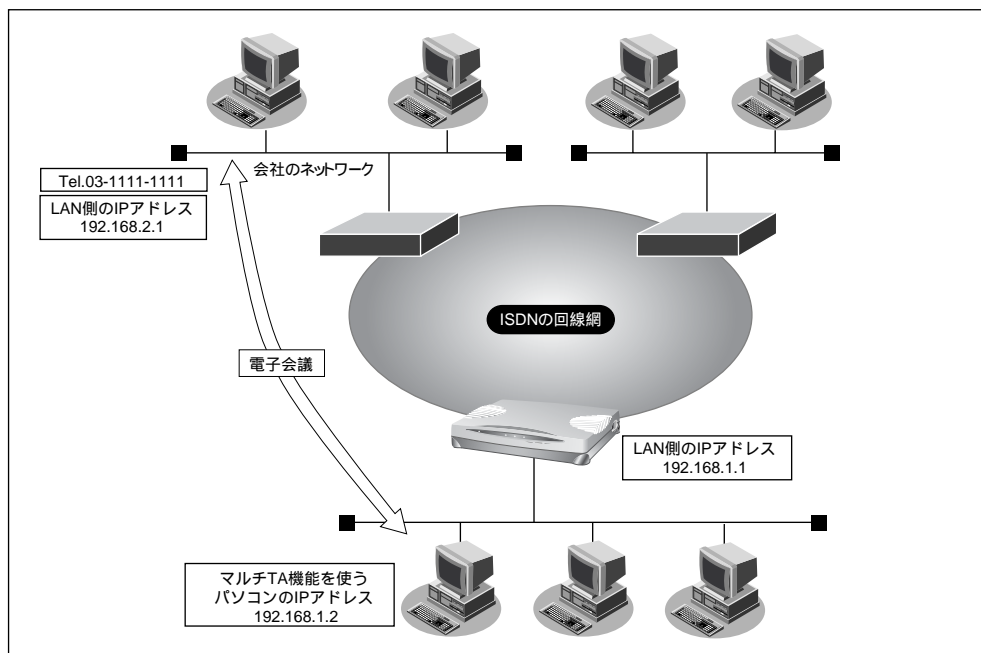 会社のネットワーク
Tel.03-1111-1111
LAN側のIPアドレス
192.168.2.1
ISDNの回線網
電子会議
LAN側のIPアドレス
192.168.1.1
マルチTA機能を使う
パソコンのIPアドレス
192.168.1.2